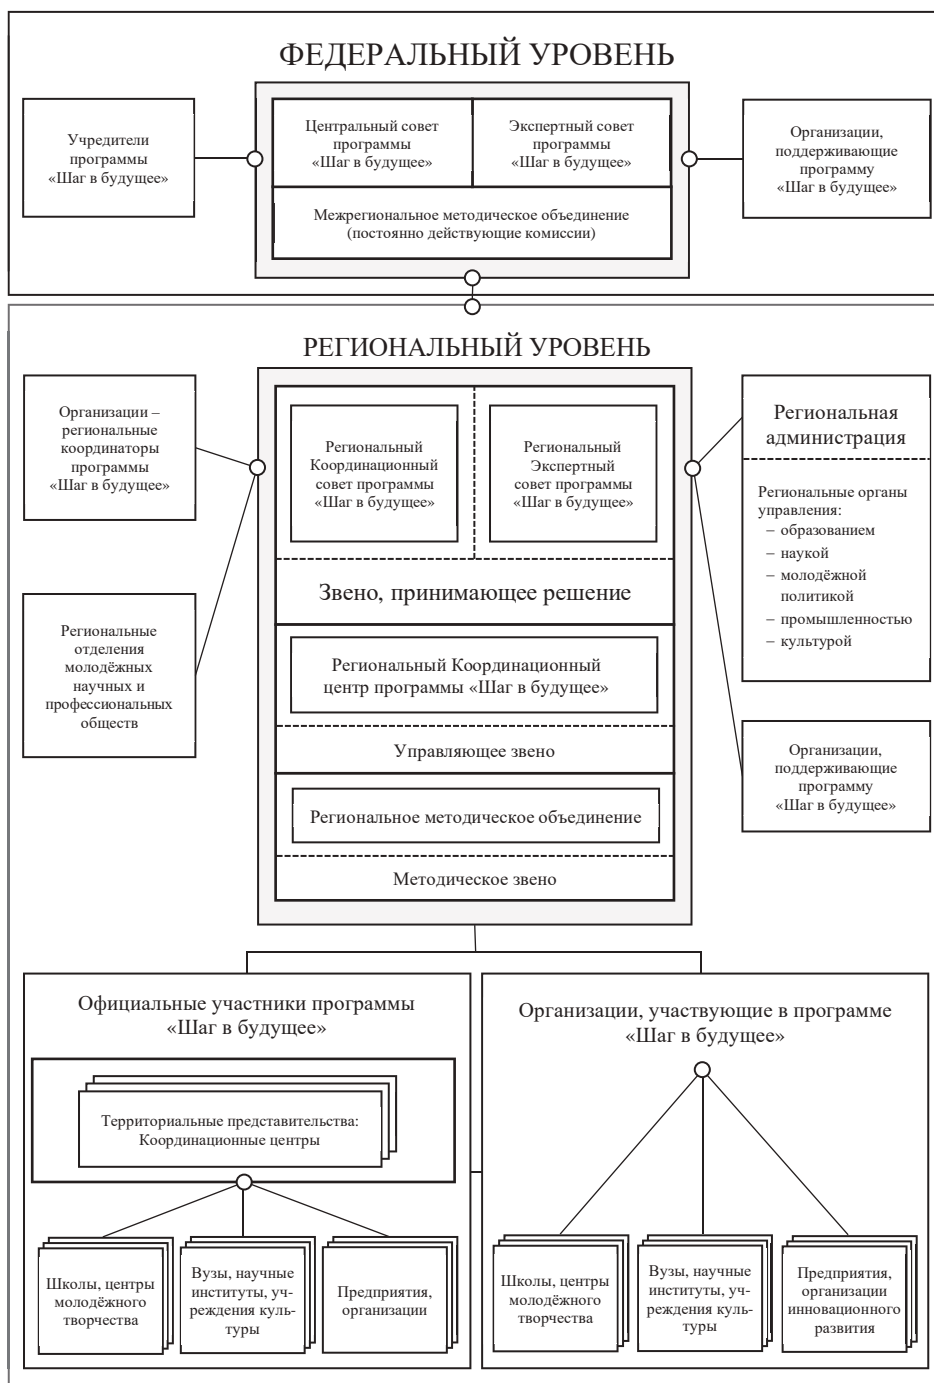 ФЕДЕРАЛЬНЫЙ УРОВЕНЬ
Учредители
программы
«Шаг в будущее»
Центральный совет
программы
«Шаг в будущее»
Экспертный совет
программы
«Шаг в будущее»
Межрегиональное методическое объединение
(постоянно действующие комиссии)
Организации,
поддерживающие
программу
«Шаг в будущее»
РЕГИОНАЛЬНЫЙ УРОВЕНЬ
Организации –
региональные
координаторы
программы
«Шаг в будущее»
Региональные
отделения
молодёжных
научных и
профессиональных
обществ
Региональный
Координационный
совет программы
«Шаг в будущее»
Региональный
Экспертный
совет программы
«Шаг в будущее»
Звено, принимающее решение
Региональный Координационный
центр программы «Шаг в будущее»
Управляющее звено
Региональное методическое объединение
Методическое звено
Региональная
администрация
Региональные органы
управления:
– образованием
– наукой
– молодёжной
политикой
– промышленностью
– культурой
Организации,
поддерживающие
программу
«Шаг в будущее»
Официальные участники программы
«Шаг в будущее»
Территориальные представительства:
Координационные центры
Школы, центры
молодёжного
творчества
Вузы, научные
институты, уч-
реждения куль-
туры
Предприятия,
организации
Организации, участвующие в программе
«Шаг в будущее»
Школы, центры
молодёжного
творчества
Вузы, научные
институты, уч-
реждения куль-
туры
Предприятия,
организации
инновационного
развития